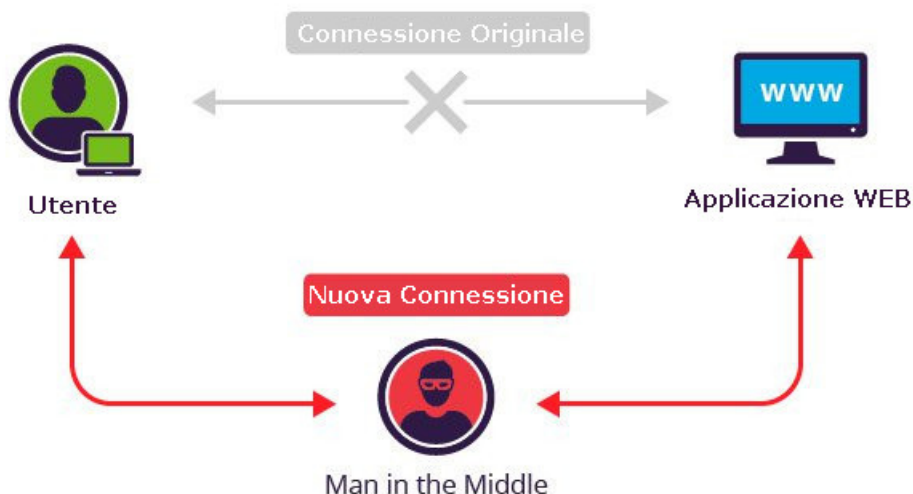 Connessione Originale
www
Utente
Applicazione WEB
Nuova Connessione
Man in the Middle